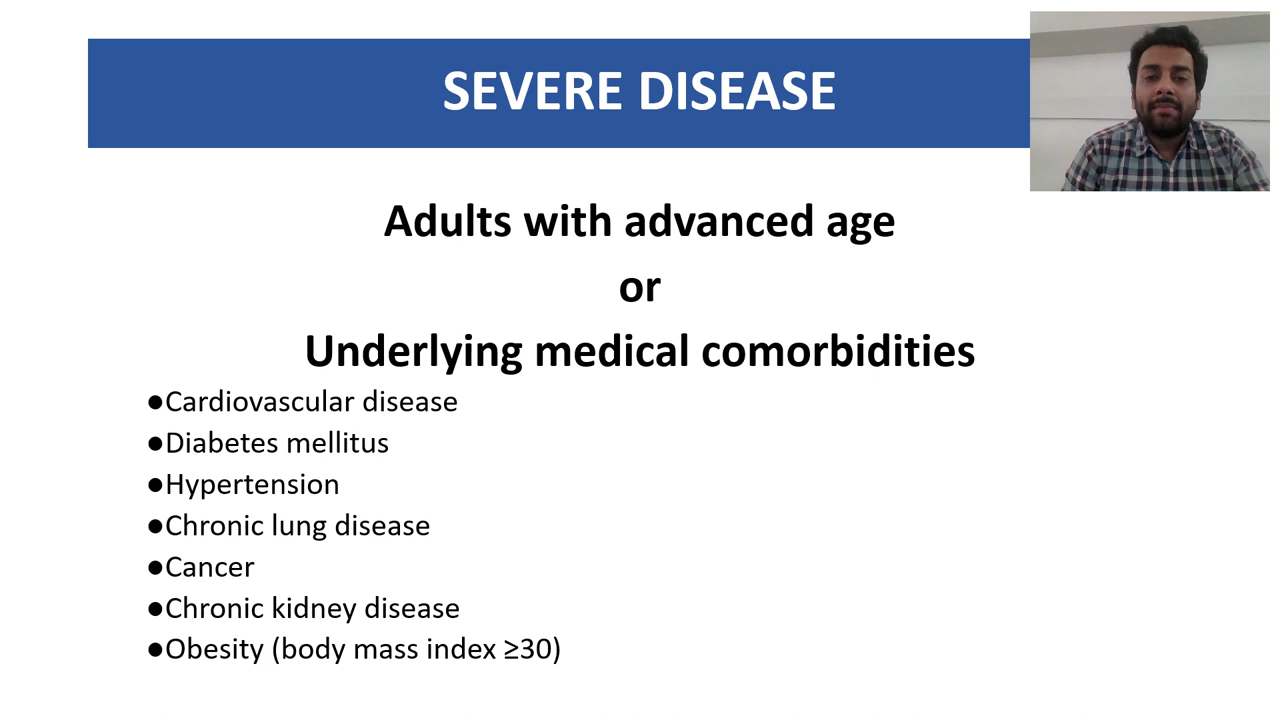 SEVERE DISEASE
Adults with advanced age
or
Underlying medical comorbidities
●Cardiovascular disease
●Diabetes mellitus
●Hypertension
●Chronic lung disease
●Cancer
●Chronic kidney disease
●Obesity (body mass index ≥30)